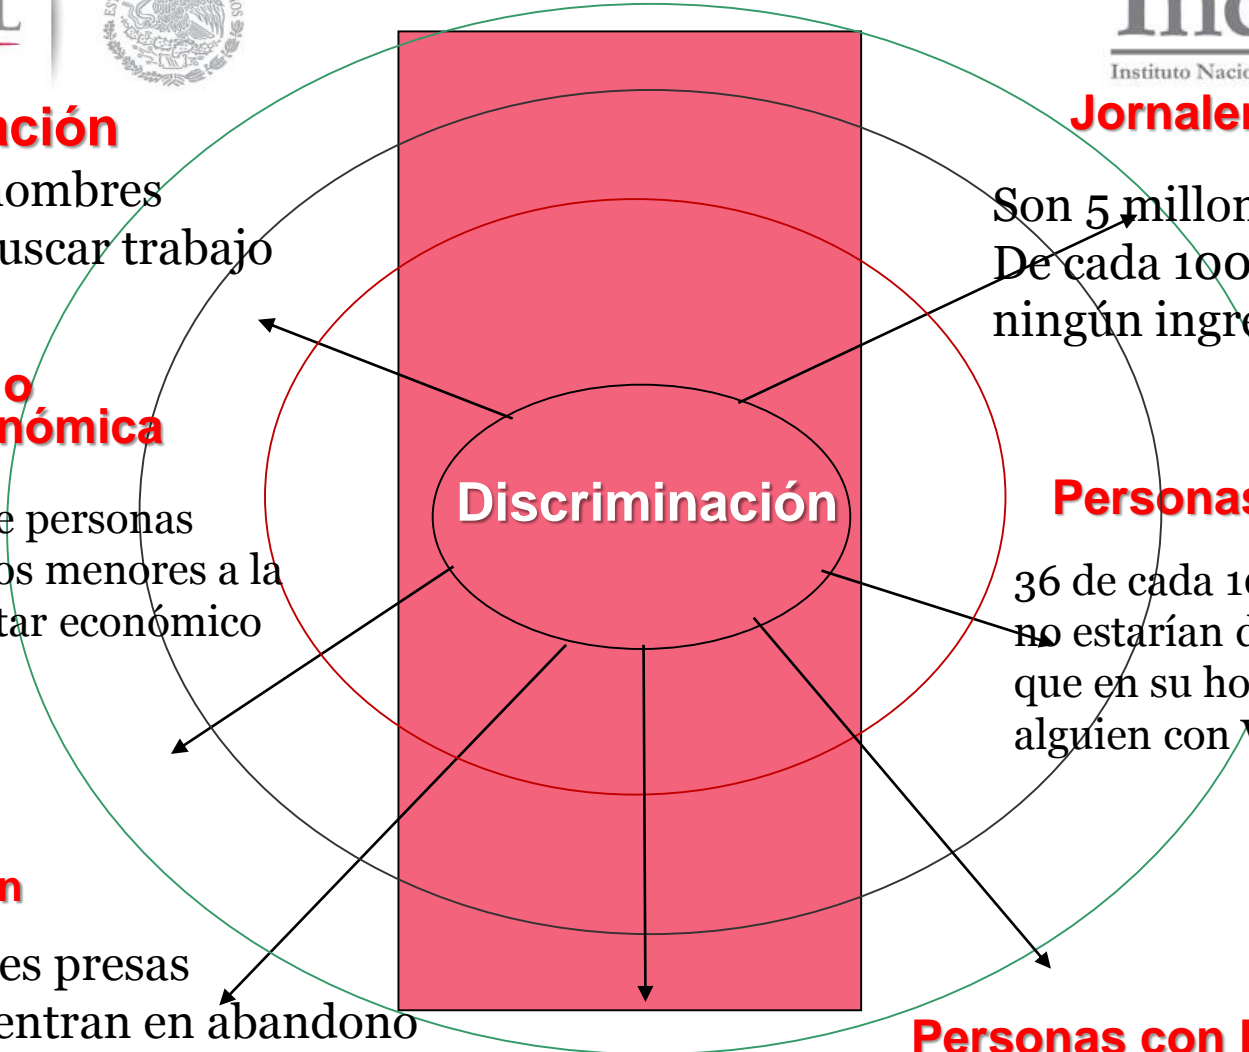 Instituto Nacio
ación
hombres
uscar trabajo
Jornaler
Son 5 millon
De cada 100
ningún ingre
o
nómica
e personas
os menores a la
tar económico
Discriminación
Personas
36 de cada 10
no estarían d
que en su ho
alguien con V
n
es presas
entran en abandono
Personas con